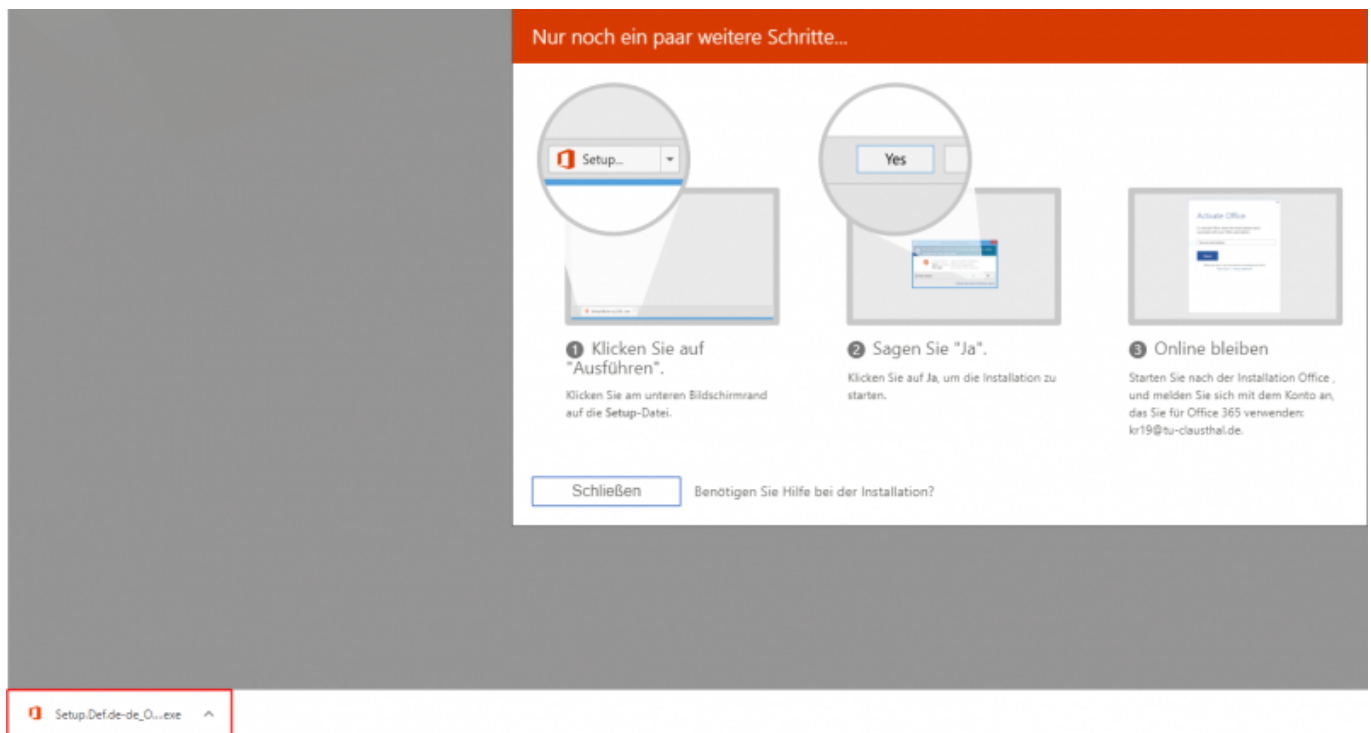 Nur noch ein paar weitere Schritte...
Setup...
Yes
Activate Office
1 Klicken Sie auf
"Ausführen".
Klicken Sie am unteren Bildschirmrand
auf die Setup-Datei.
2 Sagen Sie "Ja".
Klicken Sie auf Ja, um die Installation zu
starten.
3 Online bleiben
Starten Sie nach der Installation Office ,
und melden Sie sich mit dem Konto an,
das Sie für Office 365 verwenden:
kr19@tu-clausthal.de.
Schließen
Benötigen Sie Hilfe bei der Installation?
Setup.Def.de-de_O....exe